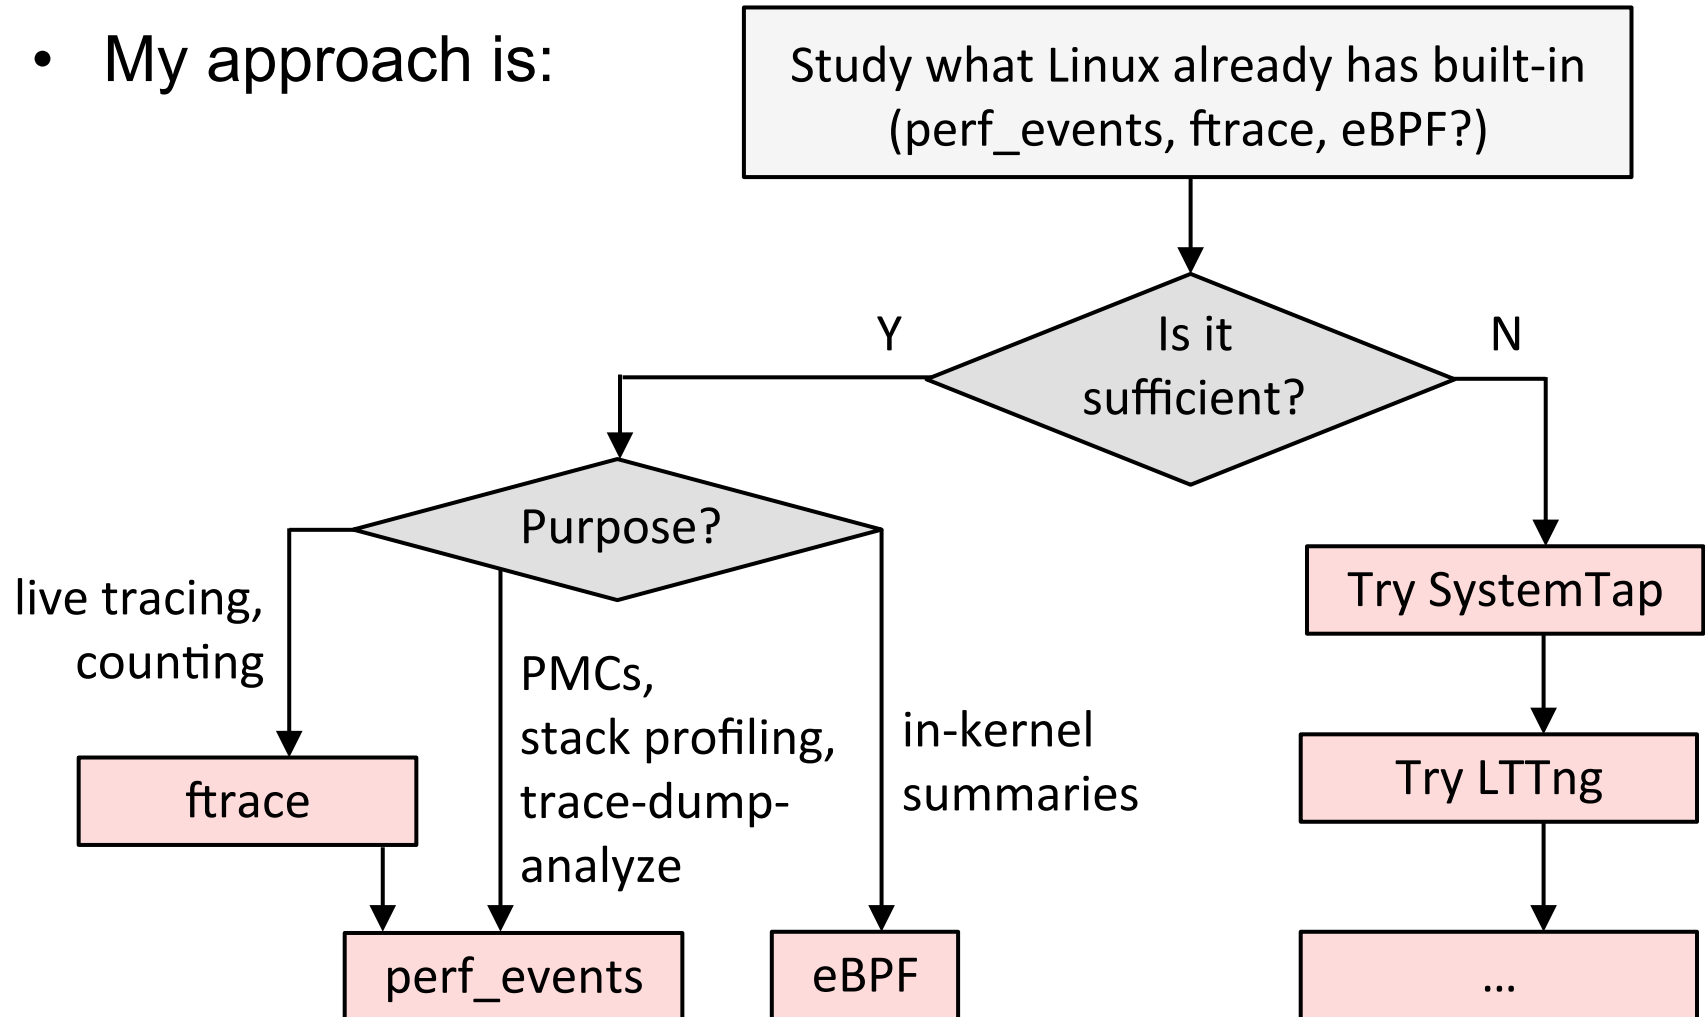 • My approach is:
Study what Linux already has built-in
(perf_events, ftrace, eBPF?)
Y
Is it
sufficient?
N
Purpose?
live tracing,
counting
PMCs,
stack profiling,
trace-dump-
analyze
in-kernel
summaries
Try SystemTap
ftrace
Try LTTng
perf_events
eBPF
...